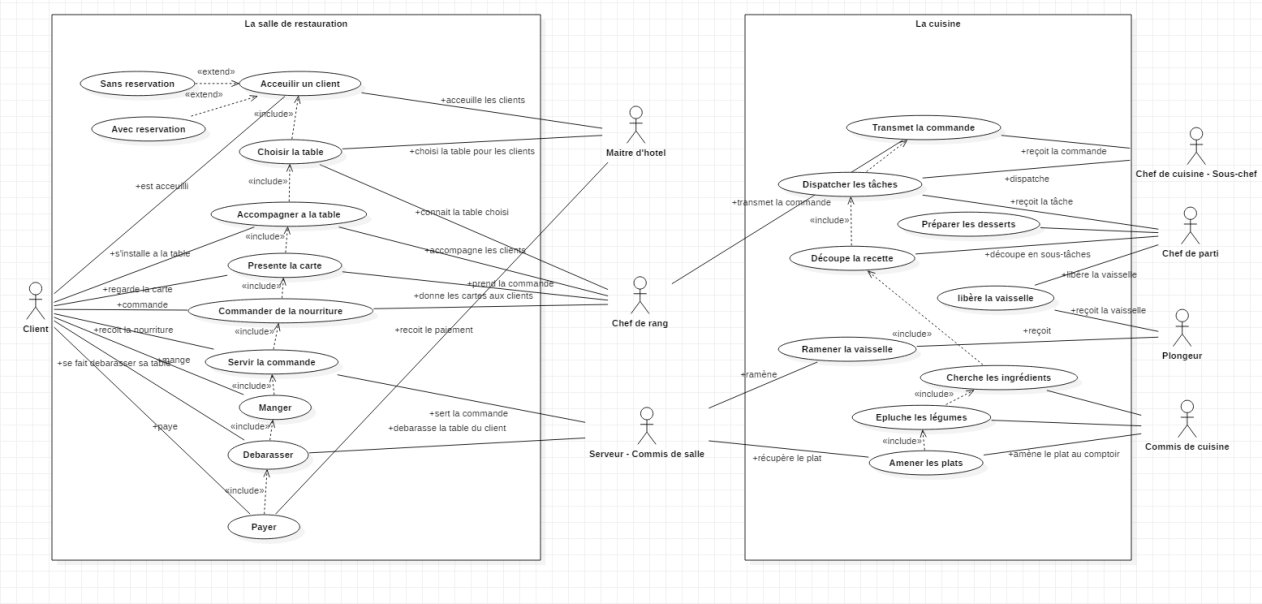 La salle de restauration
«extend»
Sans reservation
Acceuilir un client
«extend»
+acceuille les clients
Avec reservation
«include»
Choisir la table
+choisi la table pour les clients
Maitre d'hotel
+est acceuilli
«include»
Accompagner a la table
+connait la table choisi
«include»
+s'installe a la table
+accompagne les clients
Presente la carte
+regarde la carte
«include»
+prend la commande
+donne les cartes aux clients
+commande
Commander de la nourriture
Client
Chef de rang
+recoit la nourriture
«include»
+recoit le paiement
+se fait debarasser sa table
+mange
Servir la commande
«include»
Manger
+sert la commande
+paye
«include»
+debarasse la table du client
Debarasser
Serveur - Commis de salle
«include»
Payer
La cuisine
Transmet la commande
+reçoit la commande
Chef de cuisine - Sous-chef
Dispatcher les tâches
+dispatche
+transmet la commande
+reçoit la tâche
«include»
Préparer les desserts
Découpe la recette
+découpe en sous-tâches
Chef de parti
+libère la vaisselle
libère la vaisselle
+reçoit la vaisselle
«include»
+reçoit
Ramener la vaisselle
Plongeur
+ramène
Cherche les ingrédients
«include»
Epluche les légumes
«include»
Commis de cuisine
+récupère le plat
Amener les plats
+amène le plat au comptoir